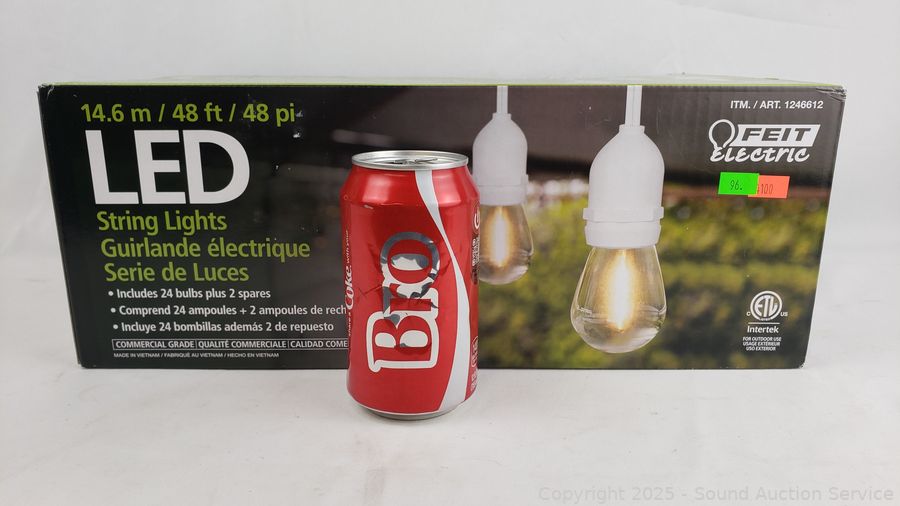 14.6 m / 48 ft / 48 pi
LED
String Lights
Guirlande électrique
Serie de Luces
• Includes 24 bulbs plus 2 spares
• Comprend 24 ampoules + 2 ampoules de rech
• Incluye 24 bombillas además 2 de repuesto
COMMERCIAL GRADE | QUALITÉ COMMERCIALE | CALIDAD COME
MADE IN VIETNAM / FABRIQUÉ AU VIETNAM / HECHO EN VIETNAM
ITM. / ART. 1246612
FEIT
Electric
96.
C ETL US
Intertek
FOR OUTDOOR USE
USAGE EXTÉRIEUR
USO EXTERIOR
Coke with your
Bro
Copyright 2025 - Sound Auction Service